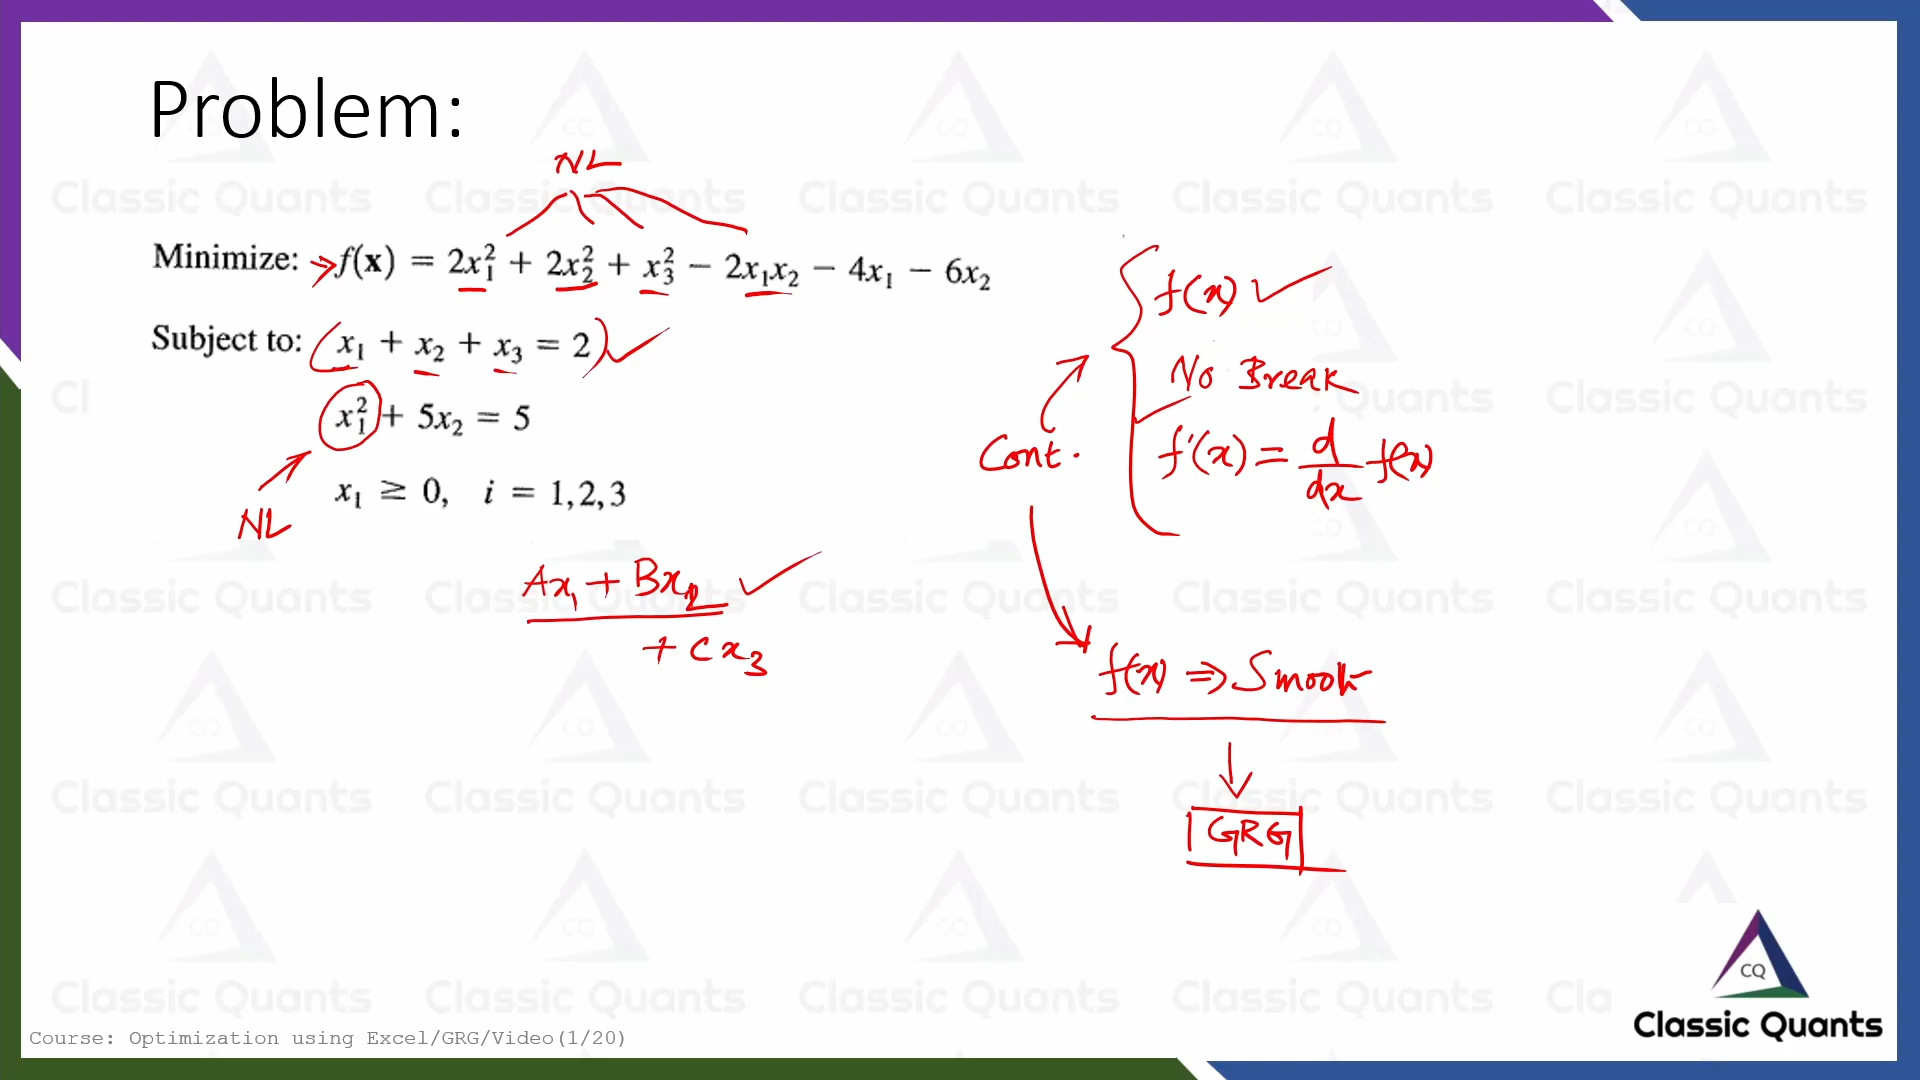 Problem:
NL
Minimize: → f(x) = 2x₁² + 2x₂² + x₃² − 2x₁x₂ − 4x₁ − 6x₂
Subject to: (x₁ + x₂ + x₃ = 2) ✓
x₁² + 5x₂ = 5
x₁ ≥ 0, i = 1,2,3
NL
Ax₁ + Bx₂ ✓
+ Cx₃
Cont.
f(x) ✓
No Break
f'(x) = d/dx f(x)
f(x) ⇒ Smooth
GRG
CQ
Classic Quants
Course: Optimization using Excel/GRG/Video(1/20)